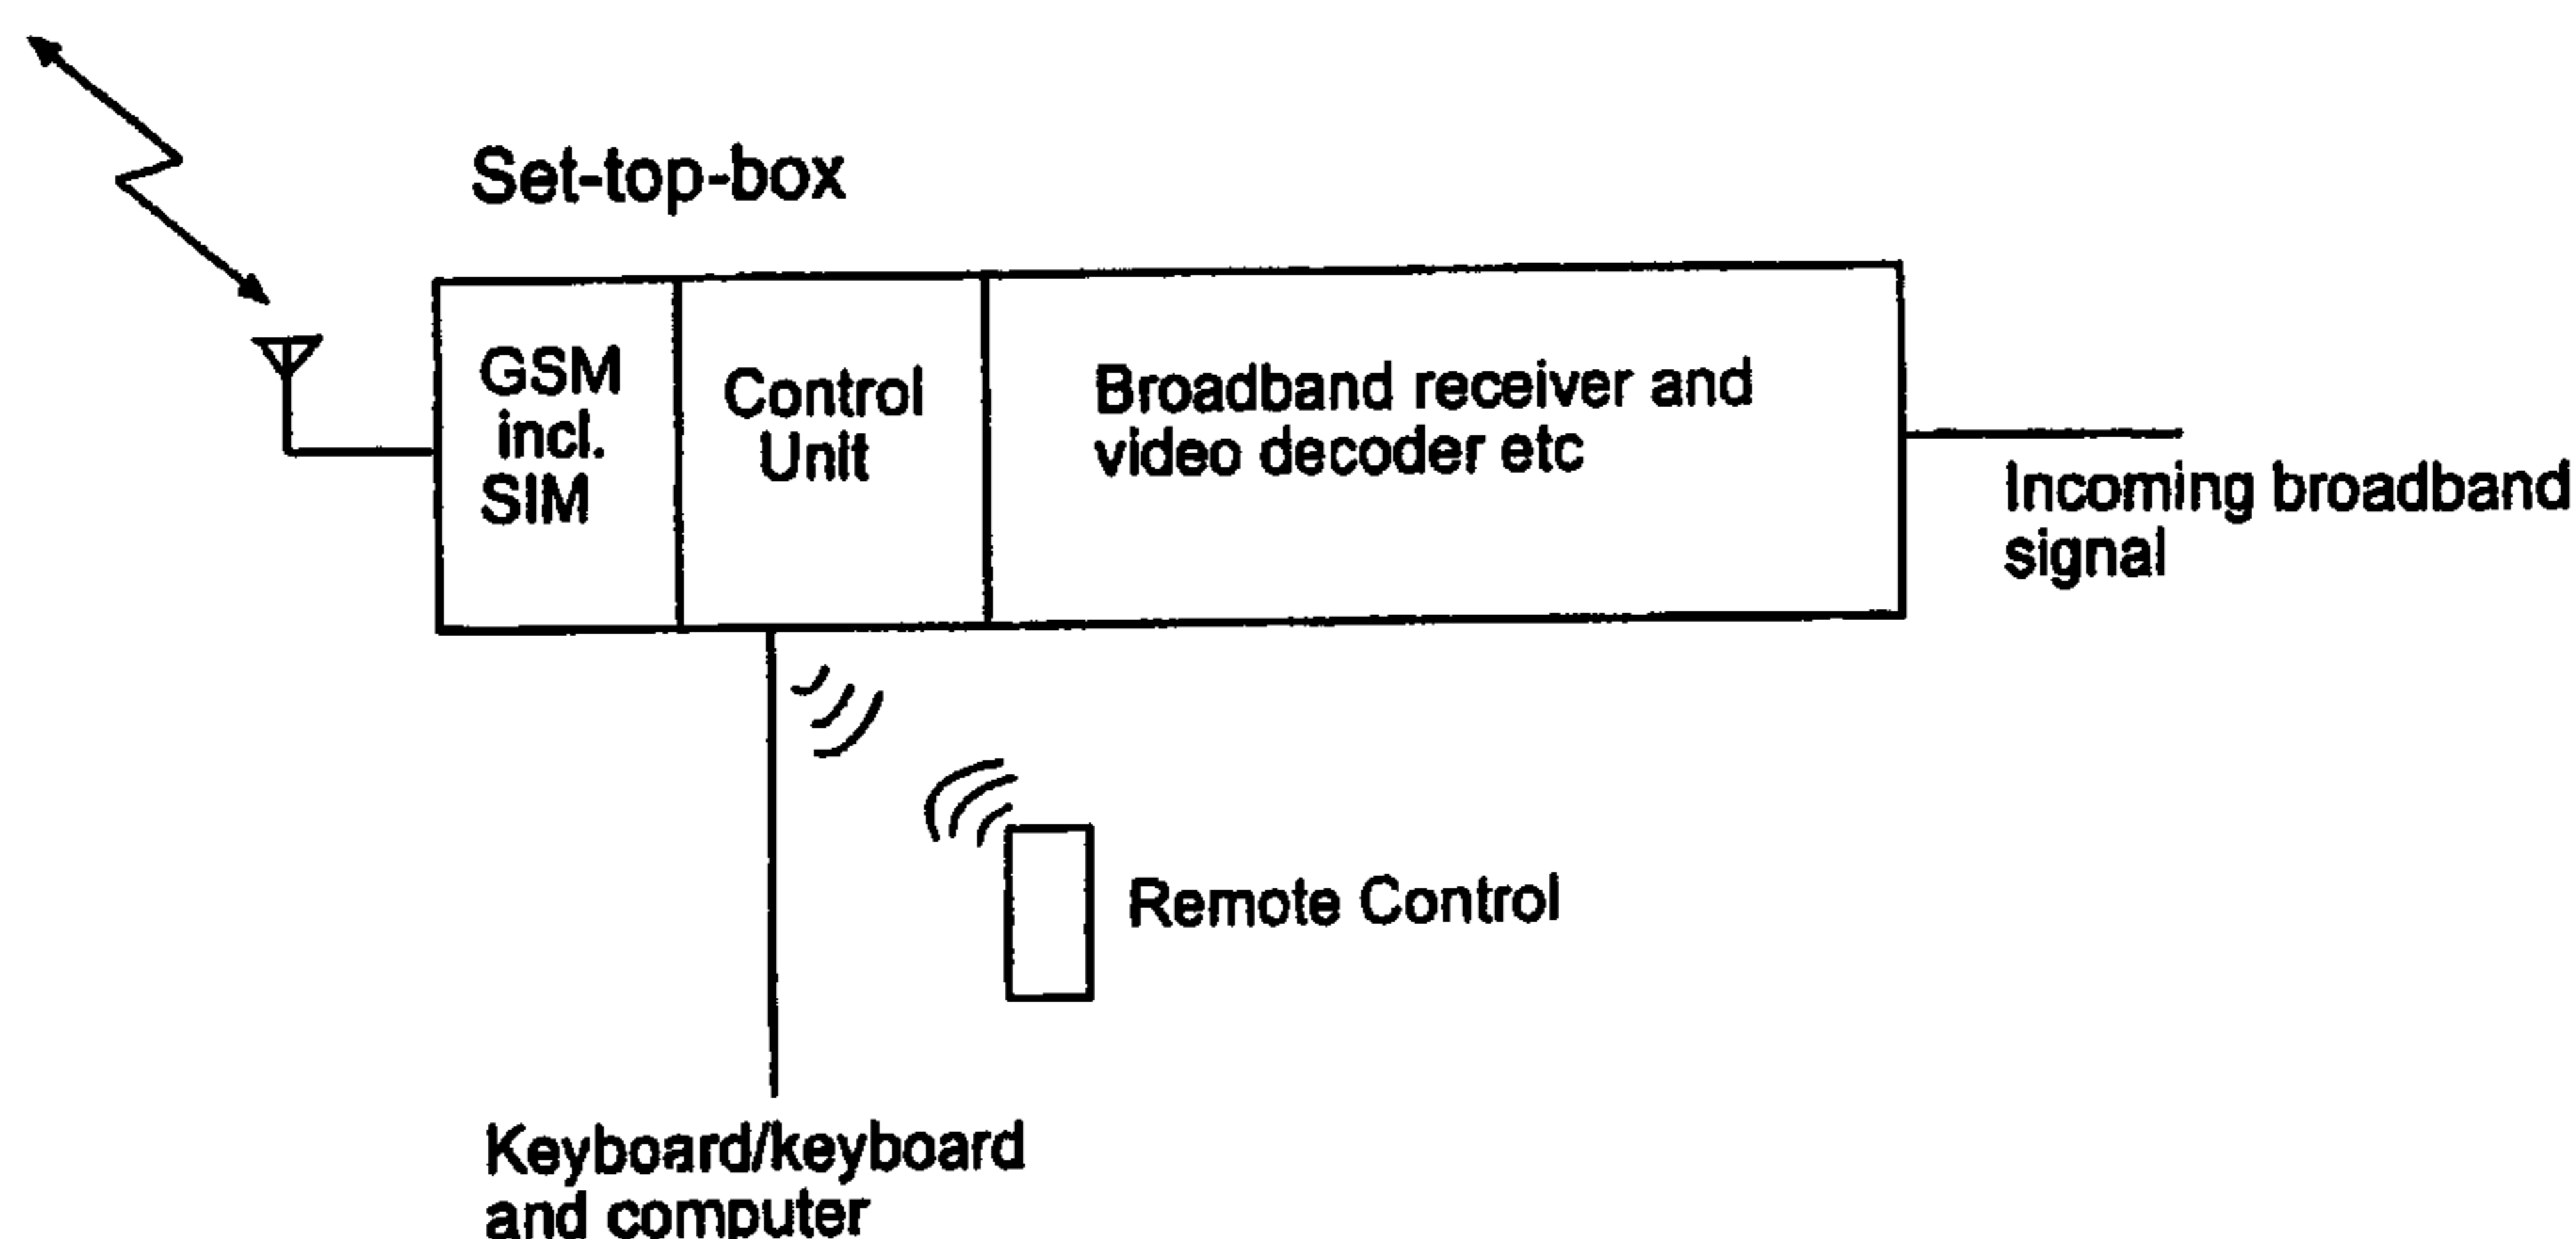 Set-top-box
GSM
incl.
SIM
Control
Unit
Broadband receiver and
video decoder etc
Incoming broadband
signal
Remote Control
Keyboard/keyboard
and computer